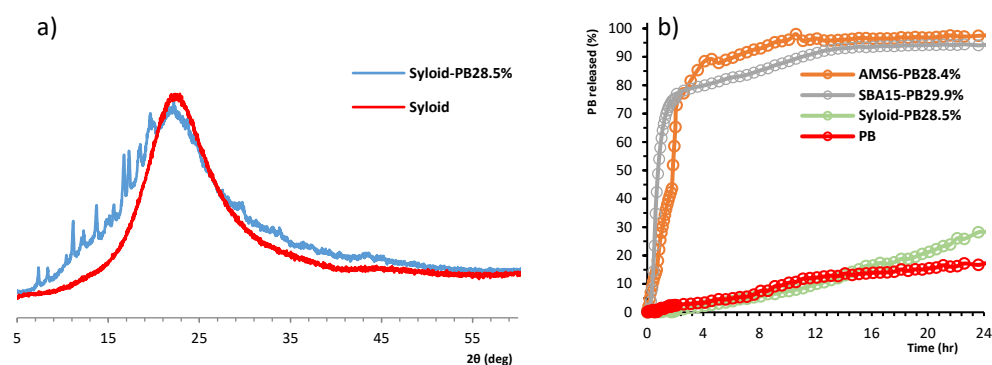 a)
Syloid-PB28.5%
Syloid
5
15
25
35
45
55
2θ (deg)
b)
PB released (%)
100
90
80
70
60
50
40
30
20
10
0
AMS6-PB28.4%
SBA15-PB29.9%
Syloid-PB28.5%
PB
0
4
8
12
16
20
24
Time (hr)